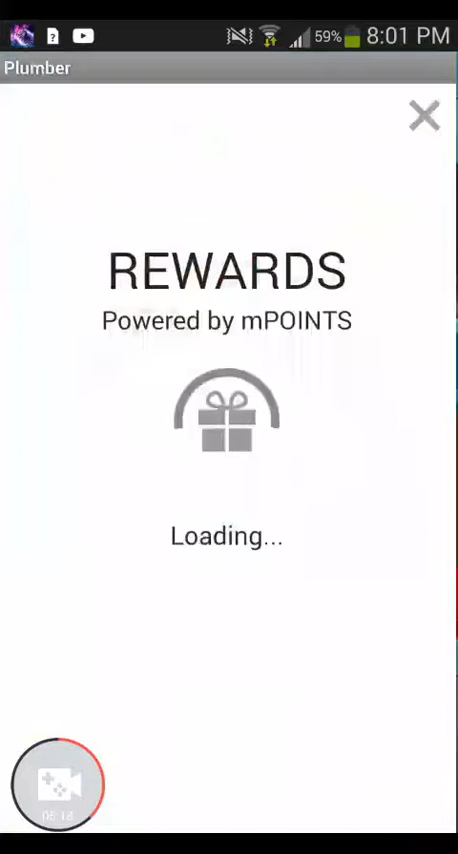 59% 8:01 PM
Plumber
REWARDS
Powered by mPOINTS
Loading...